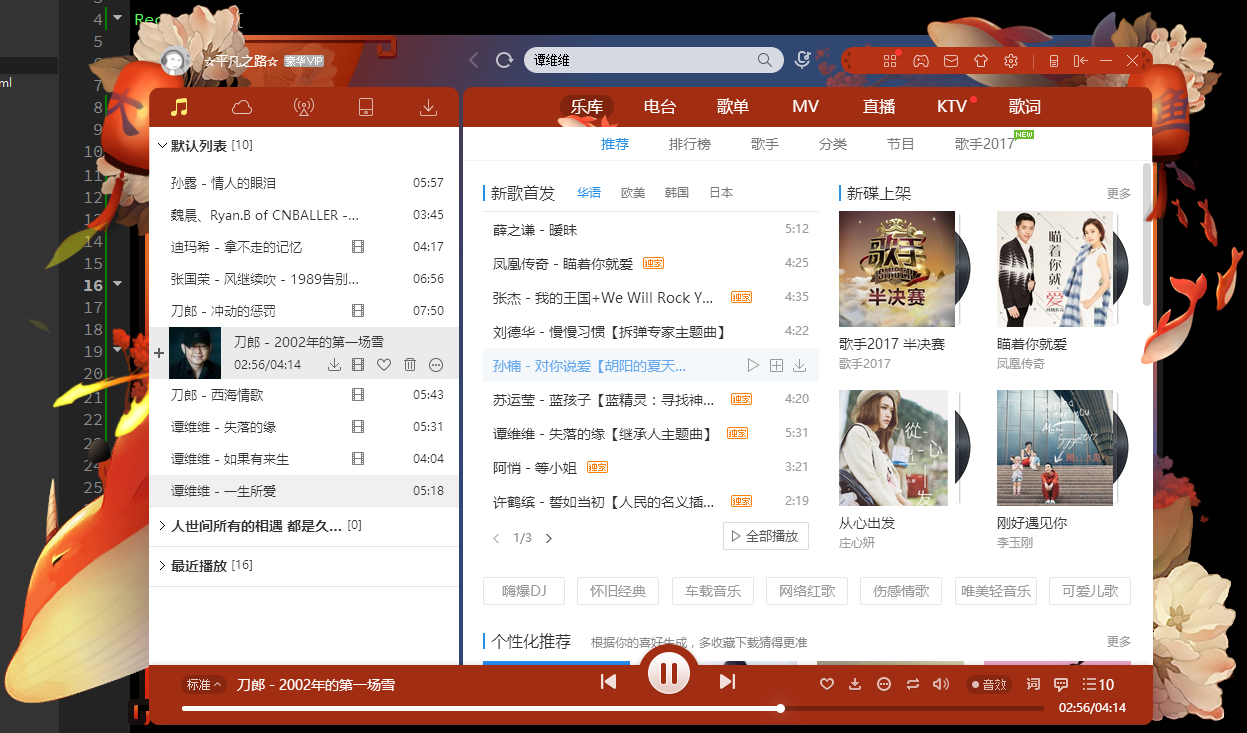 4
Rec
5
6
7
8
9
10
11
12
13
14
15
16
17
18
19
20
21
22
23
24
25
ml
☆平凡之路☆ 豪华VIP
谭维维
乐库 电台 歌单 MV 直播 KTV 歌词
推荐 排行榜 歌手 分类 节目 歌手2017 NEW
默认列表 [10]
孙露 - 情人的眼泪 05:57
魏晨、Ryan.B of CNBALLER -... 03:45
迪玛希 - 拿不走的记忆 04:17
张国荣 - 风继续吹 - 1989告别... 06:56
刀郎 - 冲动的惩罚 07:50
刀郎 - 2002年的第一场雪
02:56/04:14
刀郎 - 西海情歌 05:43
谭维维 - 失落的缘 05:31
谭维维 - 如果有来生 04:04
谭维维 - 一生所爱 05:18
人世间所有的相遇 都是久... [0]
最近播放 [16]
新歌首发 华语 欧美 韩国 日本
薛之谦 - 暧昧 5:12
凤凰传奇 - 瞄着你就爱 独家 4:25
张杰 - 我的王国+We Will Rock Y... 独家 4:35
刘德华 - 慢慢习惯【拆弹专家主题曲】 4:22
孙楠 - 对你说爱【胡阳的夏天...
苏运莹 - 蓝孩子【蓝精灵：寻找神... 独家 4:20
谭维维 - 失落的缘【继承人主题曲】 独家 5:31
阿悄 - 等小姐 独家 3:21
许鹤缤 - 誓如当初【人民的名义插... 独家 2:19
1/3 全部播放
新碟上架 更多
歌手
SINGER
半决赛
瞄着你就爱
凤凰传奇
歌手2017 半决赛
歌手2017
瞄着你就爱
凤凰传奇
從-心-出-发
to meet you
Music
2017
从心出发
庄心妍
刚好遇见你
李玉刚
嗨爆DJ 怀旧经典 车载音乐 网络红歌 伤感情歌 唯美轻音乐 可爱儿歌
个性化推荐 根据你的喜好生成，多收藏下载猜得更准 更多
标准 刀郎 - 2002年的第一场雪 音效 词 10
02:56/04:14